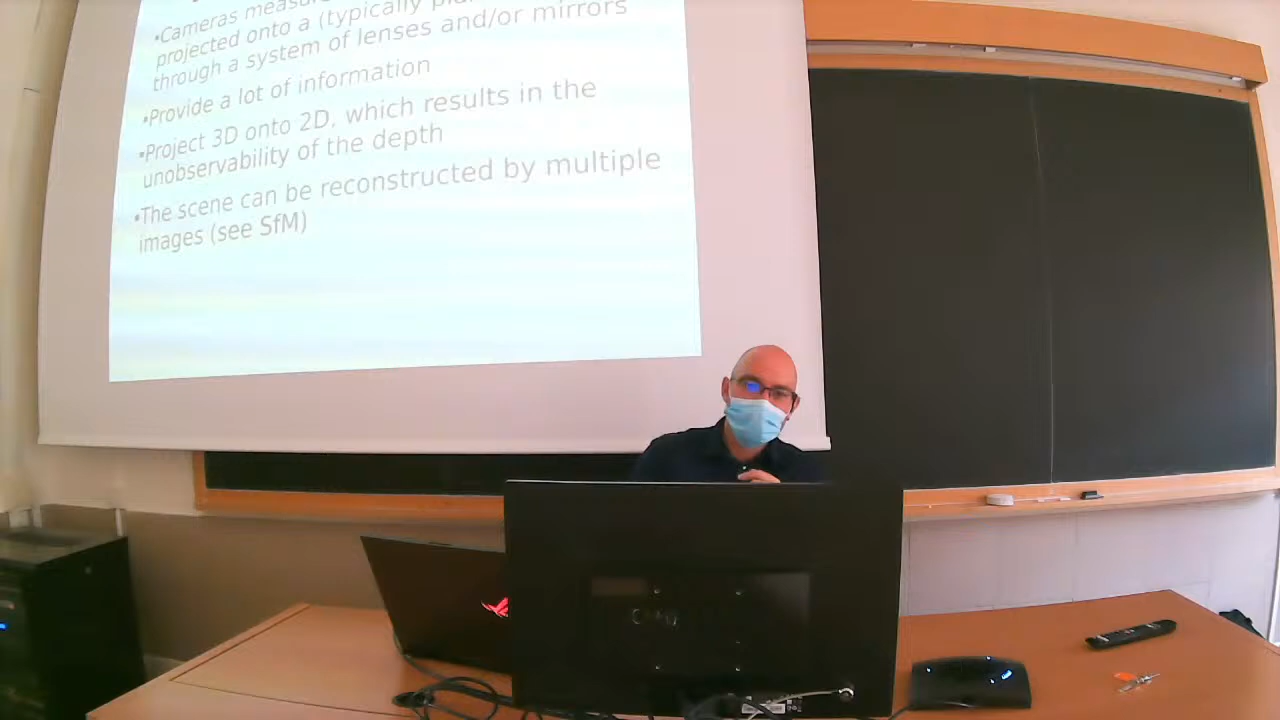 •Cameras
projected onto a (typically
through a system of lenses and/or mirrors
•Provide a lot of information
•Project 3D onto 2D, which results in the
unobservability of the depth
•The scene can be reconstructed by multiple
images (see SfM)